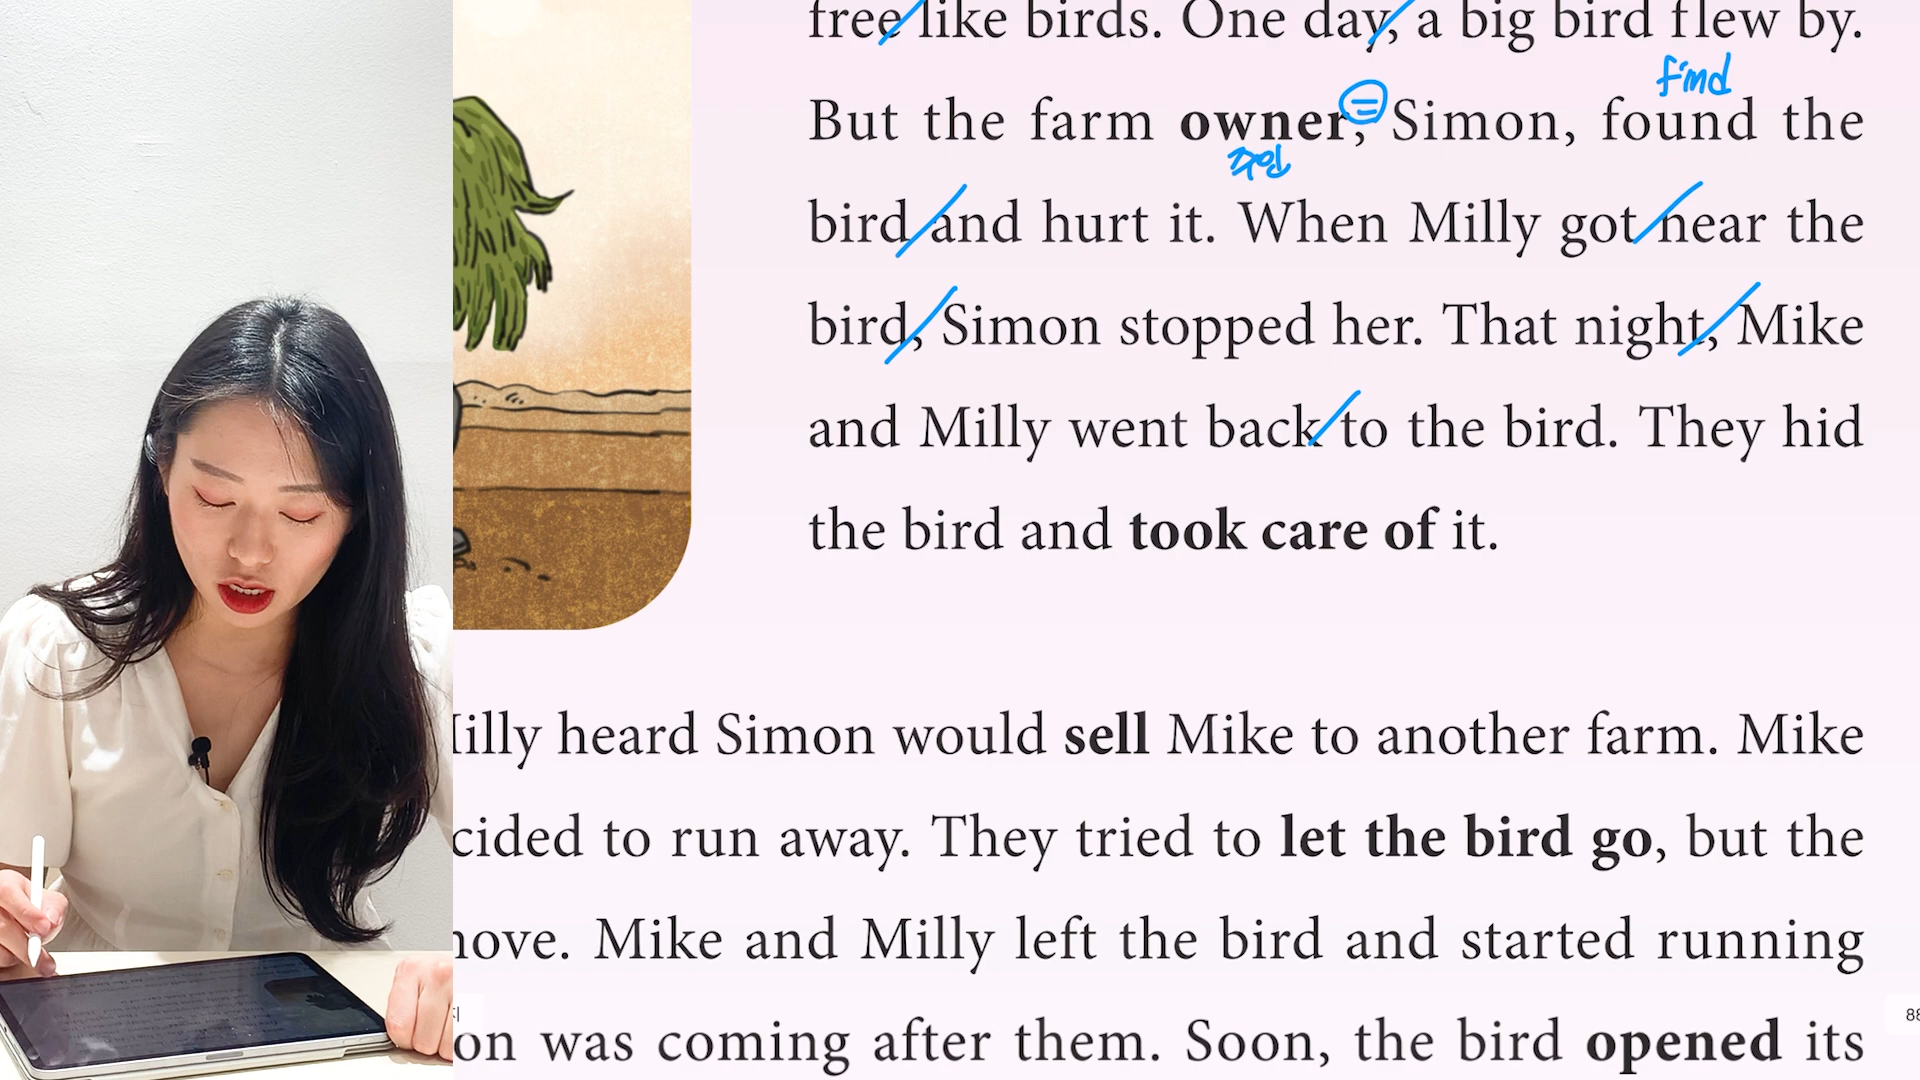 free like birds. One day, a big bird flew by.
find
But the farm owner, = Simon, found the
주인
bird and hurt it. When Milly got near the
bird, Simon stopped her. That night, Mike
and Milly went back to the bird. They hid
the bird and took care of it.
illy heard Simon would sell Mike to another farm. Mike
cided to run away. They tried to let the bird go, but the
ove. Mike and Milly left the bird and started running
on was coming after them. Soon, the bird opened its
88